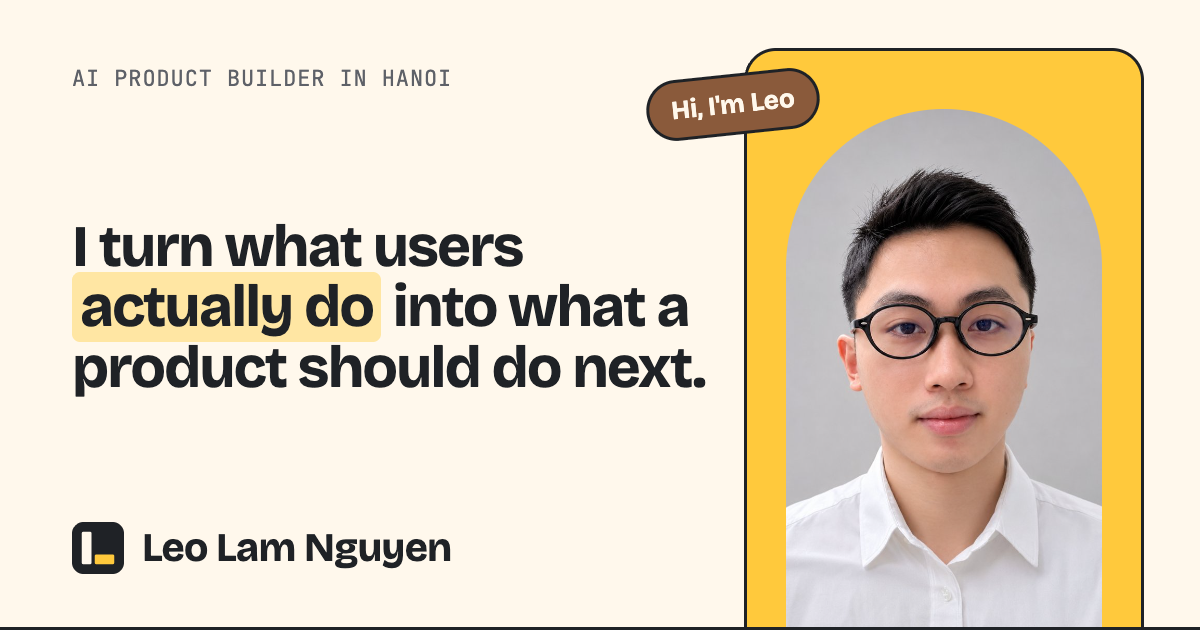 AI PRODUCT BUILDER IN HANOI
Hi, I'm Leo
I turn what users
actually do into what a
product should do next.
Leo Lam Nguyen